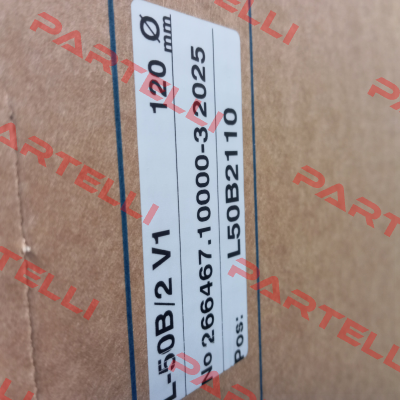 L-50B/2 V1 120 Ø mm
No 266467.10000-3 2025
Pos: L50B2110
PARTELLI
PARTELLI
PARTELLI
PARTELLI
PARTELLI